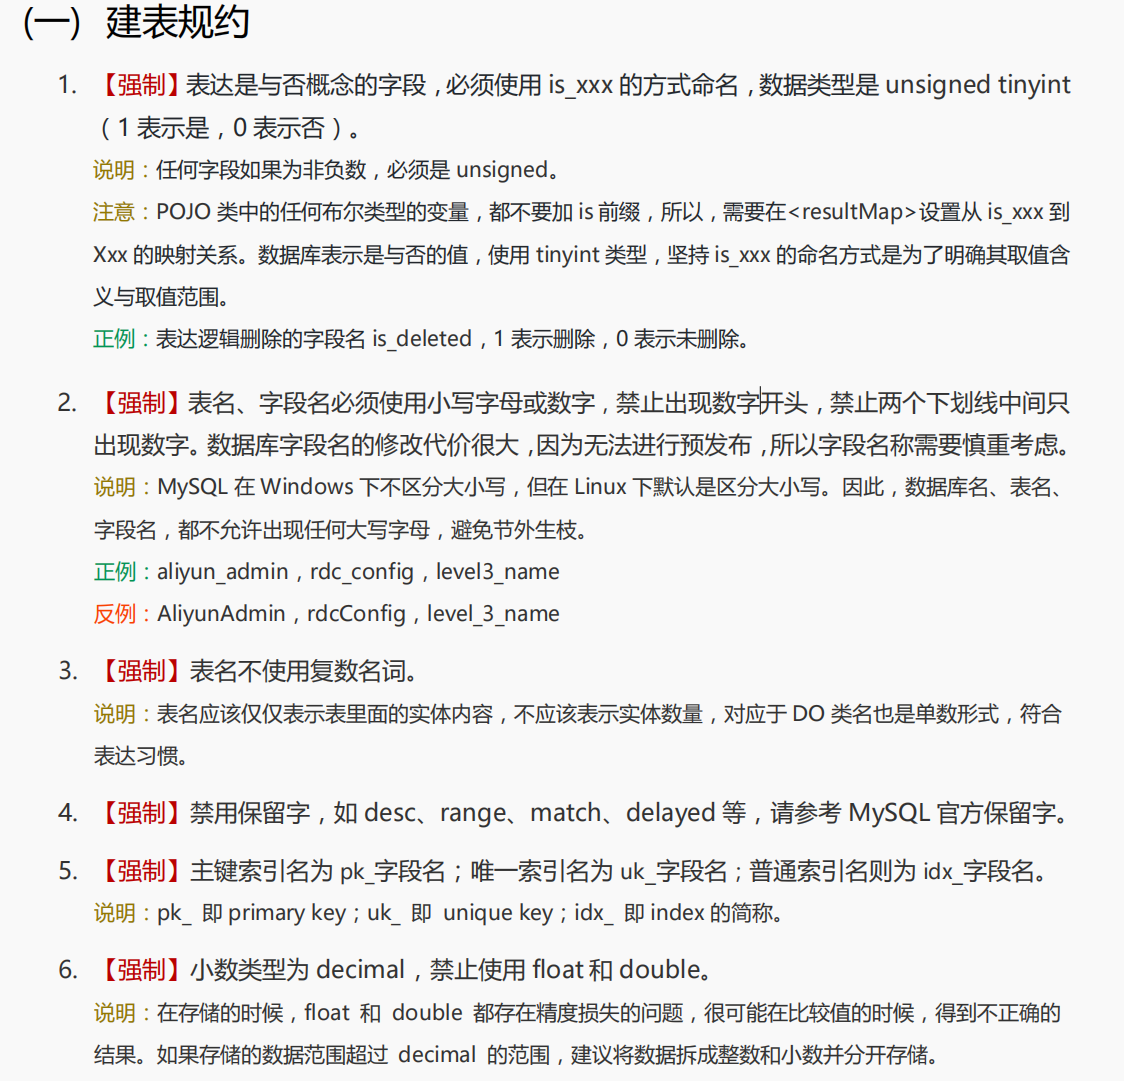 (一) 建表规约
1. 【强制】表达是与否概念的字段，必须使用 is_xxx 的方式命名，数据类型是 unsigned tinyint
（1 表示是，0 表示否）。
说明：任何字段如果为非负数，必须是 unsigned。
注意：POJO 类中的任何布尔类型的变量，都不要加 is 前缀，所以，需要在<resultMap>设置从 is_xxx 到
Xxx 的映射关系。数据库表示是与否的值，使用 tinyint 类型，坚持 is_xxx 的命名方式是为了明确其取值含
义与取值范围。
正例：表达逻辑删除的字段名 is_deleted，1 表示删除，0 表示未删除。
2. 【强制】表名、字段名必须使用小写字母或数字，禁止出现数字开头，禁止两个下划线中间只
出现数字。数据库字段名的修改代价很大，因为无法进行预发布，所以字段名称需要慎重考虑。
说明：MySQL 在 Windows 下不区分大小写，但在 Linux 下默认是区分大小写。因此，数据库名、表名、
字段名，都不允许出现任何大写字母，避免节外生枝。
正例：aliyun_admin，rdc_config，level3_name
反例：AliyunAdmin，rdcConfig，level_3_name
3. 【强制】表名不使用复数名词。
说明：表名应该仅仅表示表里面的实体内容，不应该表示实体数量，对应于 DO 类名也是单数形式，符合
表达习惯。
4. 【强制】禁用保留字，如 desc、range、match、delayed 等，请参考 MySQL 官方保留字。
5. 【强制】主键索引名为 pk_字段名；唯一索引名为 uk_字段名；普通索引名则为 idx_字段名。
说明：pk_ 即 primary key；uk_ 即 unique key；idx_ 即 index 的简称。
6. 【强制】小数类型为 decimal，禁止使用 float 和 double。
说明：在存储的时候，float 和 double 都存在精度损失的问题，很可能在比较值的时候，得到不正确的
结果。如果存储的数据范围超过 decimal 的范围，建议将数据拆成整数和小数并分开存储。